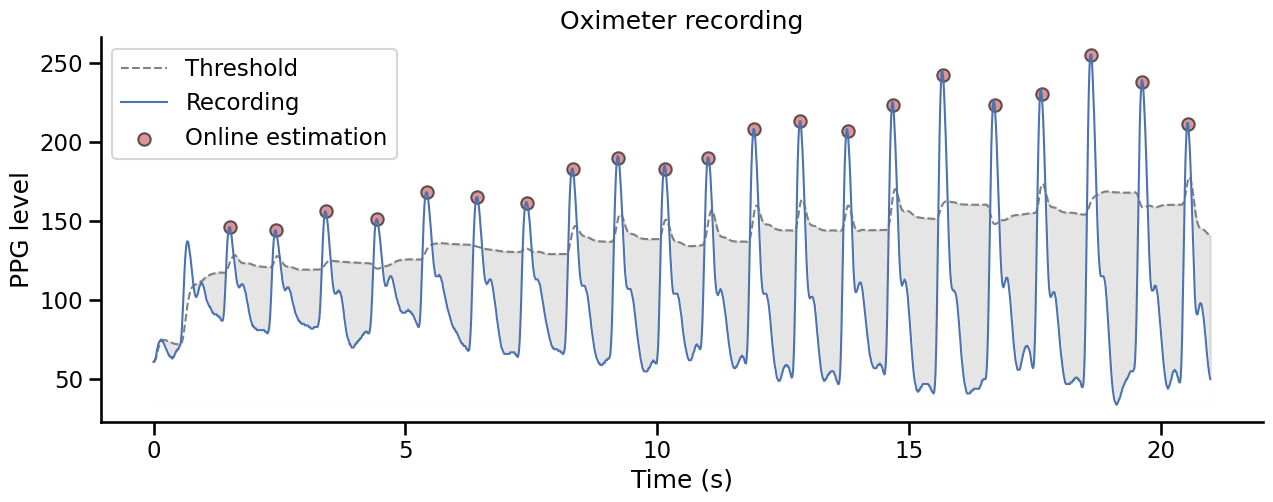 Oximeter recording
250
200
150
100
50
PPG level
Threshold
Recording
Online estimation
0 5 10 15 20
Time (s)